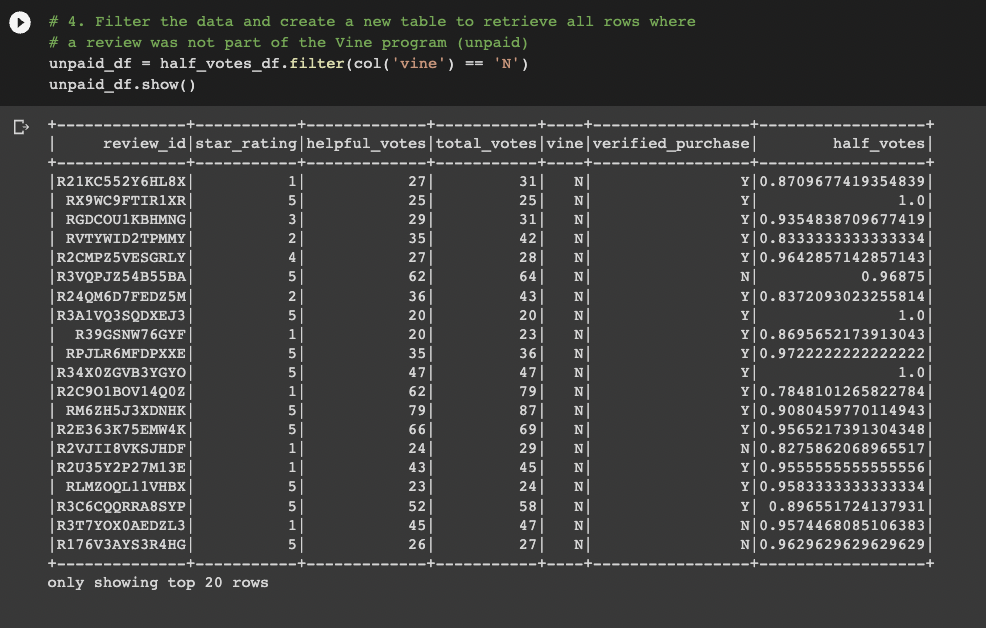 # 4. Filter the data and create a new table to retrieve all rows where
# a review was not part of the Vine program (unpaid)
unpaid_df = half_votes_df.filter(col('vine') == 'N')
unpaid_df.show()
+--------------+-----------+-------------+-----------+----+-----------------+------------------+
|     review_id|star_rating|helpful_votes|total_votes|vine|verified_purchase|        half_votes|
+--------------+-----------+-------------+-----------+----+-----------------+------------------+
|R21KC552Y6HL8X|          1|           27|         31|   N|                Y|0.8709677419354839|
| RX9WC9FTIR1XR|          5|           25|         25|   N|                Y|               1.0|
| RGDCOU1KBHMNG|          3|           29|         31|   N|                Y|0.9354838709677419|
| RVTYWID2TPMMY|          2|           35|         42|   N|                Y|0.8333333333333334|
|R2CMPZ5VESGRLY|          4|           27|         28|   N|                Y|0.9642857142857143|
|R3VQPJZ54B55BA|          5|           62|         64|   N|                N|           0.96875|
|R24QM6D7FEDZ5M|          2|           36|         43|   N|                Y|0.8372093023255814|
|R3A1VQ3SQDXEJ3|          5|           20|         20|   N|                Y|               1.0|
|  R39GSNW76GYF|          1|           20|         23|   N|                Y|0.8695652173913043|
| RPJLR6MFDPXXE|          5|           35|         36|   N|                Y|0.9722222222222222|
|R34X0ZGVB3YGYO|          5|           47|         47|   N|                Y|               1.0|
|R2C9O1BOV14Q0Z|          1|           62|         79|   N|                Y|0.7848101265822784|
| RM6ZH5J3XDNHK|          5|           79|         87|   N|                Y|0.9080459770114943|
|R2E363K75EMW4K|          5|           66|         69|   N|                Y|0.9565217391304348|
|R2VJII8VKSJHDF|          1|           24|         29|   N|                N|0.8275862068965517|
|R2U35Y2P27M13E|          1|           43|         45|   N|                Y|0.9555555555555556|
| RLMZOQL11VHBX|          5|           23|         24|   N|                Y|0.9583333333333334|
|R3C6CQQRRA8SYP|          5|           52|         58|   N|                Y| 0.896551724137931|
|R3T7YOX0AEDZL3|          1|           45|         47|   N|                N|0.9574468085106383|
|R176V3AYS3R4HG|          5|           26|         27|   N|                N|0.9629629629629629|
+--------------+-----------+-------------+-----------+----+-----------------+------------------+
only showing top 20 rows